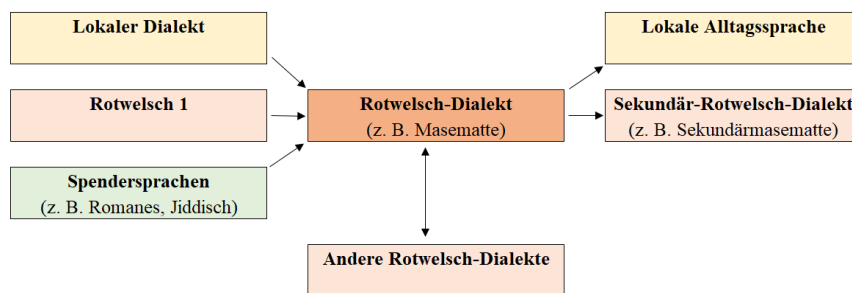 Lokaler Dialekt
Rotwelsch 1
Spendersprachen
(z. B. Romanes, Jiddisch)
Rotwelsch-Dialekt
(z. B. Masematte)
Andere Rotwelsch-Dialekte
Lokale Alltagssprache
Sekundär-Rotwelsch-Dialekt
(z. B. Sekundärmasematte)